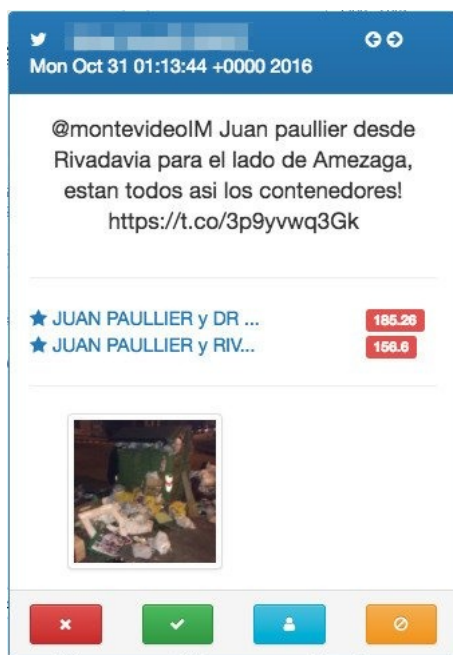 Mon Oct 31 01:13:44 +0000 2016
@montevideoIM Juan paullier desde
Rivadavia para el lado de Amezaga,
estan todos asi los contenedores!
https://t.co/3p9yvwq3Gk
JUAN PAULLIER y DR ... 185.26
JUAN PAULLIER y RIV... 156.6